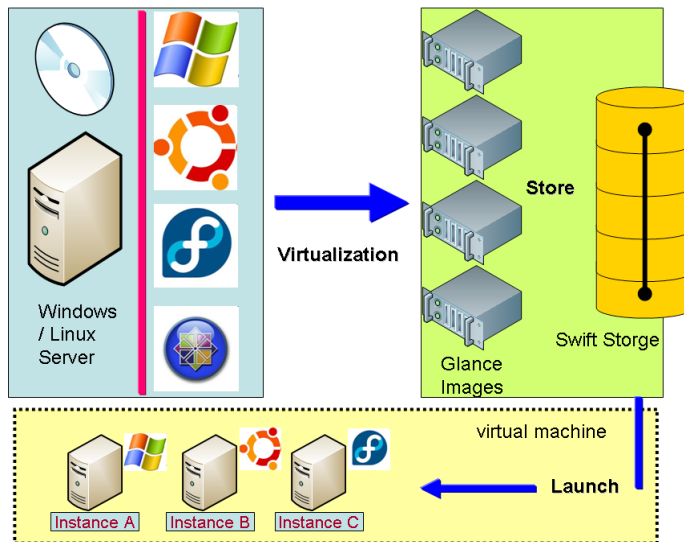 Windows
/ Linux
Server
Virtualization
Store
Glance
Images
Swift Storge
virtual machine
Launch
Instance A
Instance B
Instance C